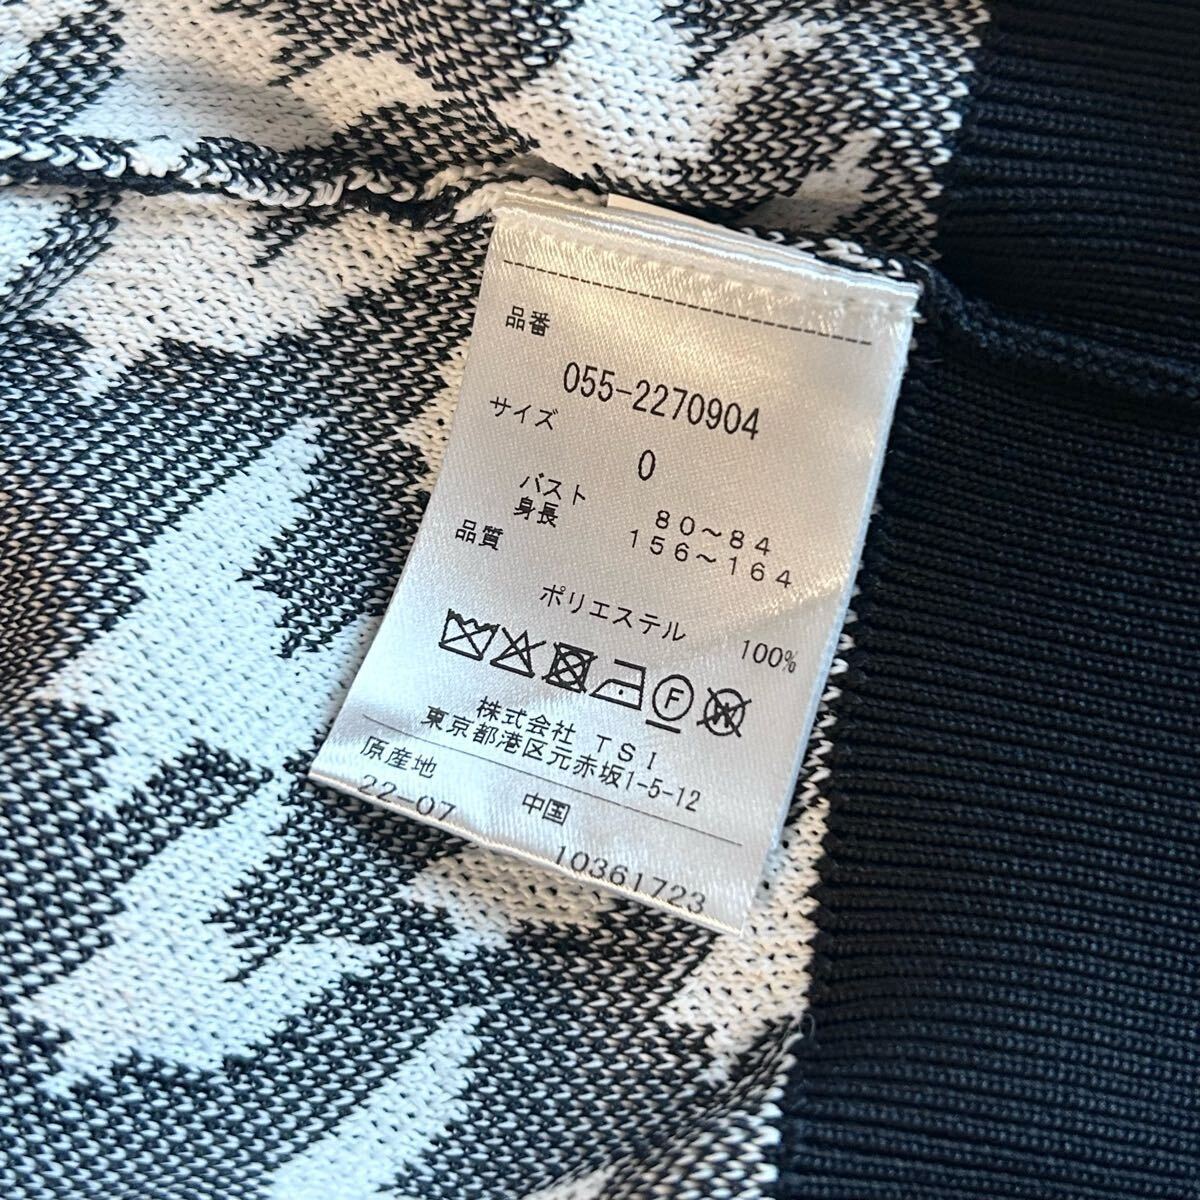 品番
055-2270904
サイズ
0
バスト 80～84
身長 156～164
品質
ポリエステル 100%
F
W
株式会社 TSI
東京都港区元赤坂1-5-12
原産地 中国
22-07 10361723